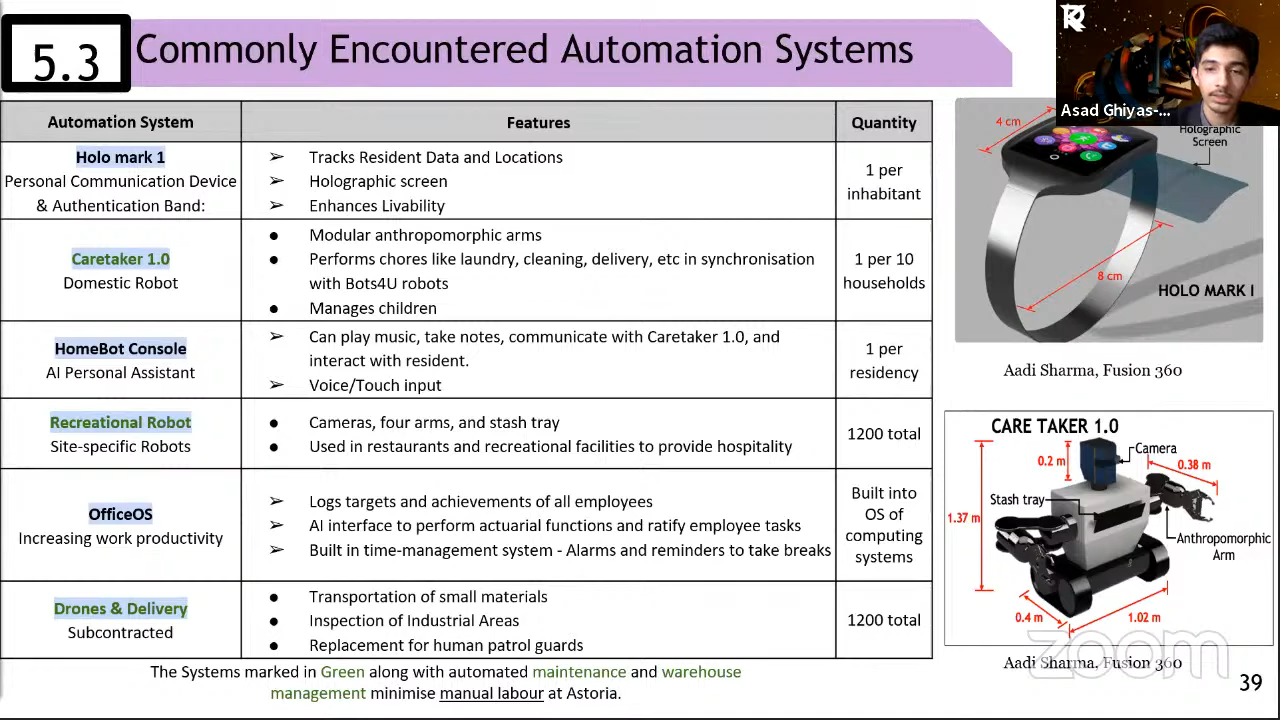 5.3
Commonly Encountered Automation Systems
Asad Ghiyas-...
Automation System
Features
Quantity
Holo mark 1
Personal Communication Device
& Authentication Band:
➢ Tracks Resident Data and Locations
➢ Holographic screen
➢ Enhances Livability
1 per
inhabitant
Caretaker 1.0
Domestic Robot
● Modular anthropomorphic arms
● Performs chores like laundry, cleaning, delivery, etc in synchronisation
with Bots4U robots
● Manages children
1 per 10
households
HomeBot Console
AI Personal Assistant
➢ Can play music, take notes, communicate with Caretaker 1.0, and
interact with resident.
➢ Voice/Touch input
1 per
residency
Recreational Robot
Site-specific Robots
● Cameras, four arms, and stash tray
● Used in restaurants and recreational facilities to provide hospitality
1200 total
OfficeOS
Increasing work productivity
➢ Logs targets and achievements of all employees
➢ AI interface to perform actuarial functions and ratify employee tasks
➢ Built in time-management system - Alarms and reminders to take breaks
Built into
OS of
computing
systems
Drones & Delivery
Subcontracted
● Transportation of small materials
● Inspection of Industrial Areas
● Replacement for human patrol guards
1200 total
The Systems marked in Green along with automated maintenance and warehouse
management minimise manual labour at Astoria.
4 cm
Holographic
Screen
8 cm
HOLO MARK I
Aadi Sharma, Fusion 360
CARE TAKER 1.0
Camera
0.2 m
0.38 m
Stash tray
1.37 m
Anthropomorphic
Arm
0.4 m
1.02 m
zoom
Aadi Sharma, Fusion 360
39